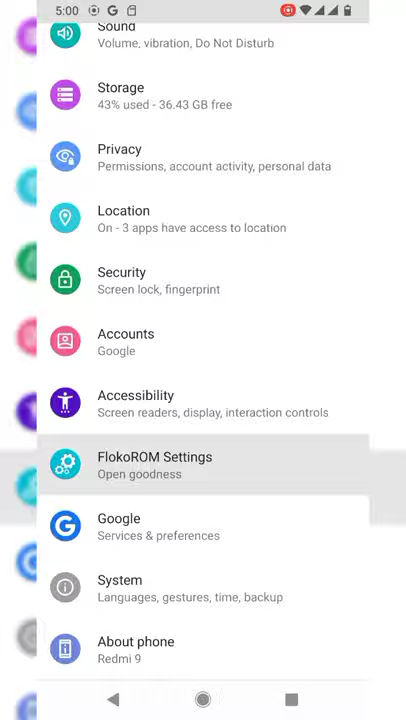 5:00
Sound
Volume, vibration, Do Not Disturb
Storage
43% used - 36.43 GB free
Privacy
Permissions, account activity, personal data
Location
On - 3 apps have access to location
Security
Screen lock, fingerprint
Accounts
Google
Accessibility
Screen readers, display, interaction controls
FlokoROM Settings
Open goodness
Google
Services & preferences
System
Languages, gestures, time, backup
About phone
Redmi 9